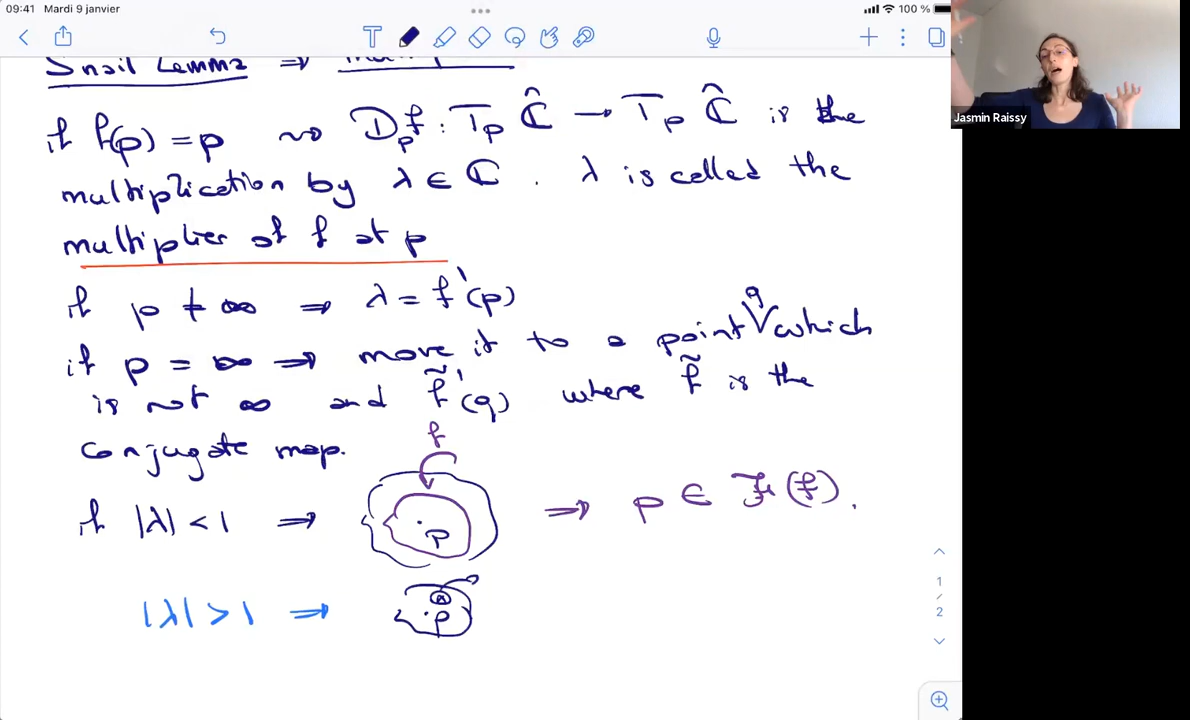 09:41 Mardi 9 janvier
100 %
Snail Lemma ⇒
if f(p) = p ⇝ D_p f : T_p Ĉ → T_p Ĉ is the
multiplication by λ ∈ ℂ . λ is called the
multiplier of f at p
if p ≠ ∞ ⇒ λ = f'(p)
if p = ∞ ⇒ move it to a point q which
is not ∞ and f̃'(q) where f̃ is the
conjugate map.
f
if |λ| < 1 ⇒ p ⇒ p ∈ F(f).
|λ| > 1 ⇒ p
Jasmin Raissy
1
/
2